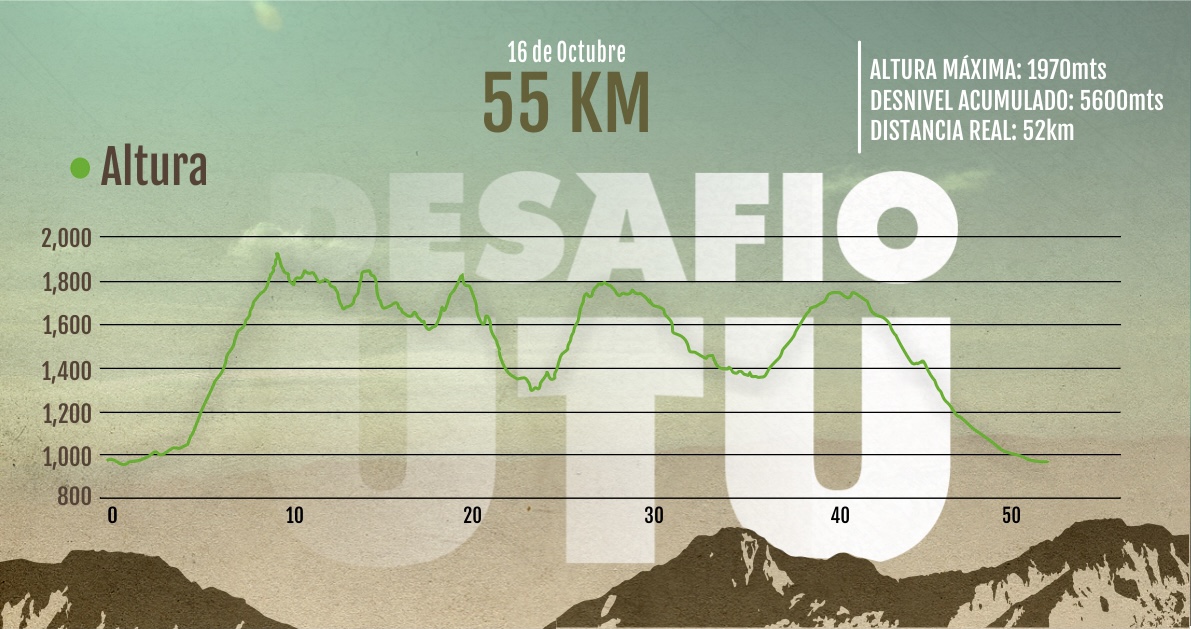 16 de Octubre
55 KM
ALTURA MÁXIMA: 1970mts
DESNIVEL ACUMULADO: 5600mts
DISTANCIA REAL: 52km
Altura
DESAFIO
UTU
2,000
1,800
1,600
1,400
1,200
1,000
800
0 10 20 30 40 50